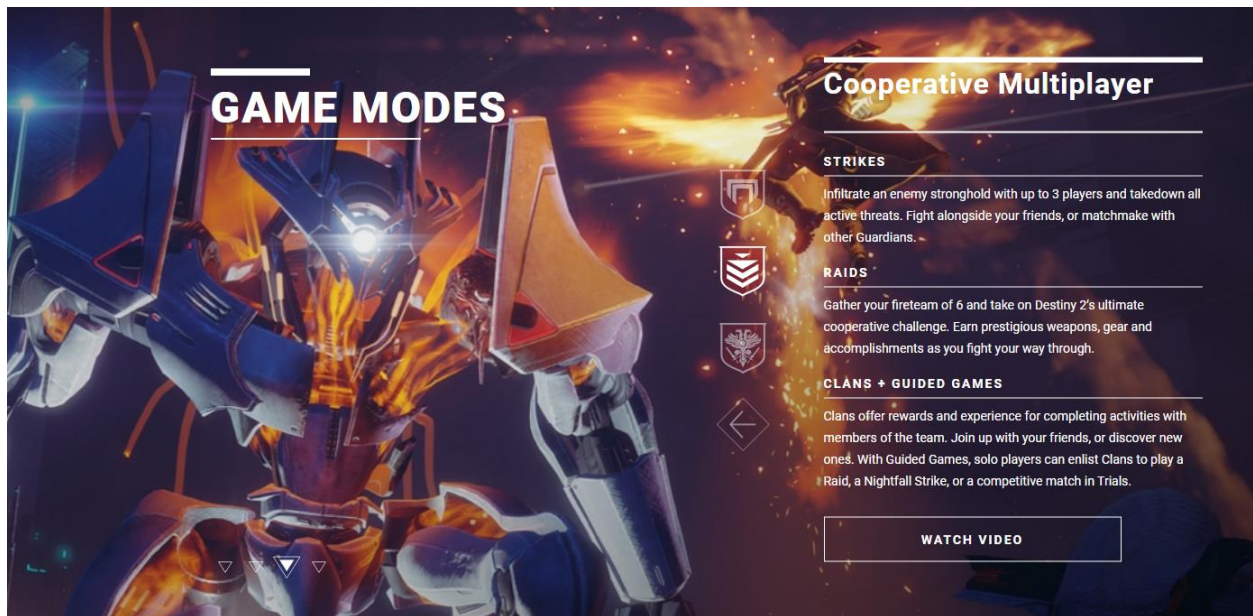 GAME MODES
Cooperative Multiplayer
STRIKES
Infiltrate an enemy stronghold with up to 3 players and takedown all
active threats. Fight alongside your friends, or matchmake with
other Guardians.
RAIDS
Gather your fireteam of 6 and take on Destiny 2's ultimate
cooperative challenge. Earn prestigious weapons, gear and
accomplishments as you fight your way through.
CLANS + GUIDED GAMES
Clans offer rewards and experience for completing activities with
members of the team. Join up with your friends, or discover new
ones. With Guided Games, solo players can enlist Clans to play a
Raid, a Nightfall Strike, or a competitive match in Trials.
WATCH VIDEO